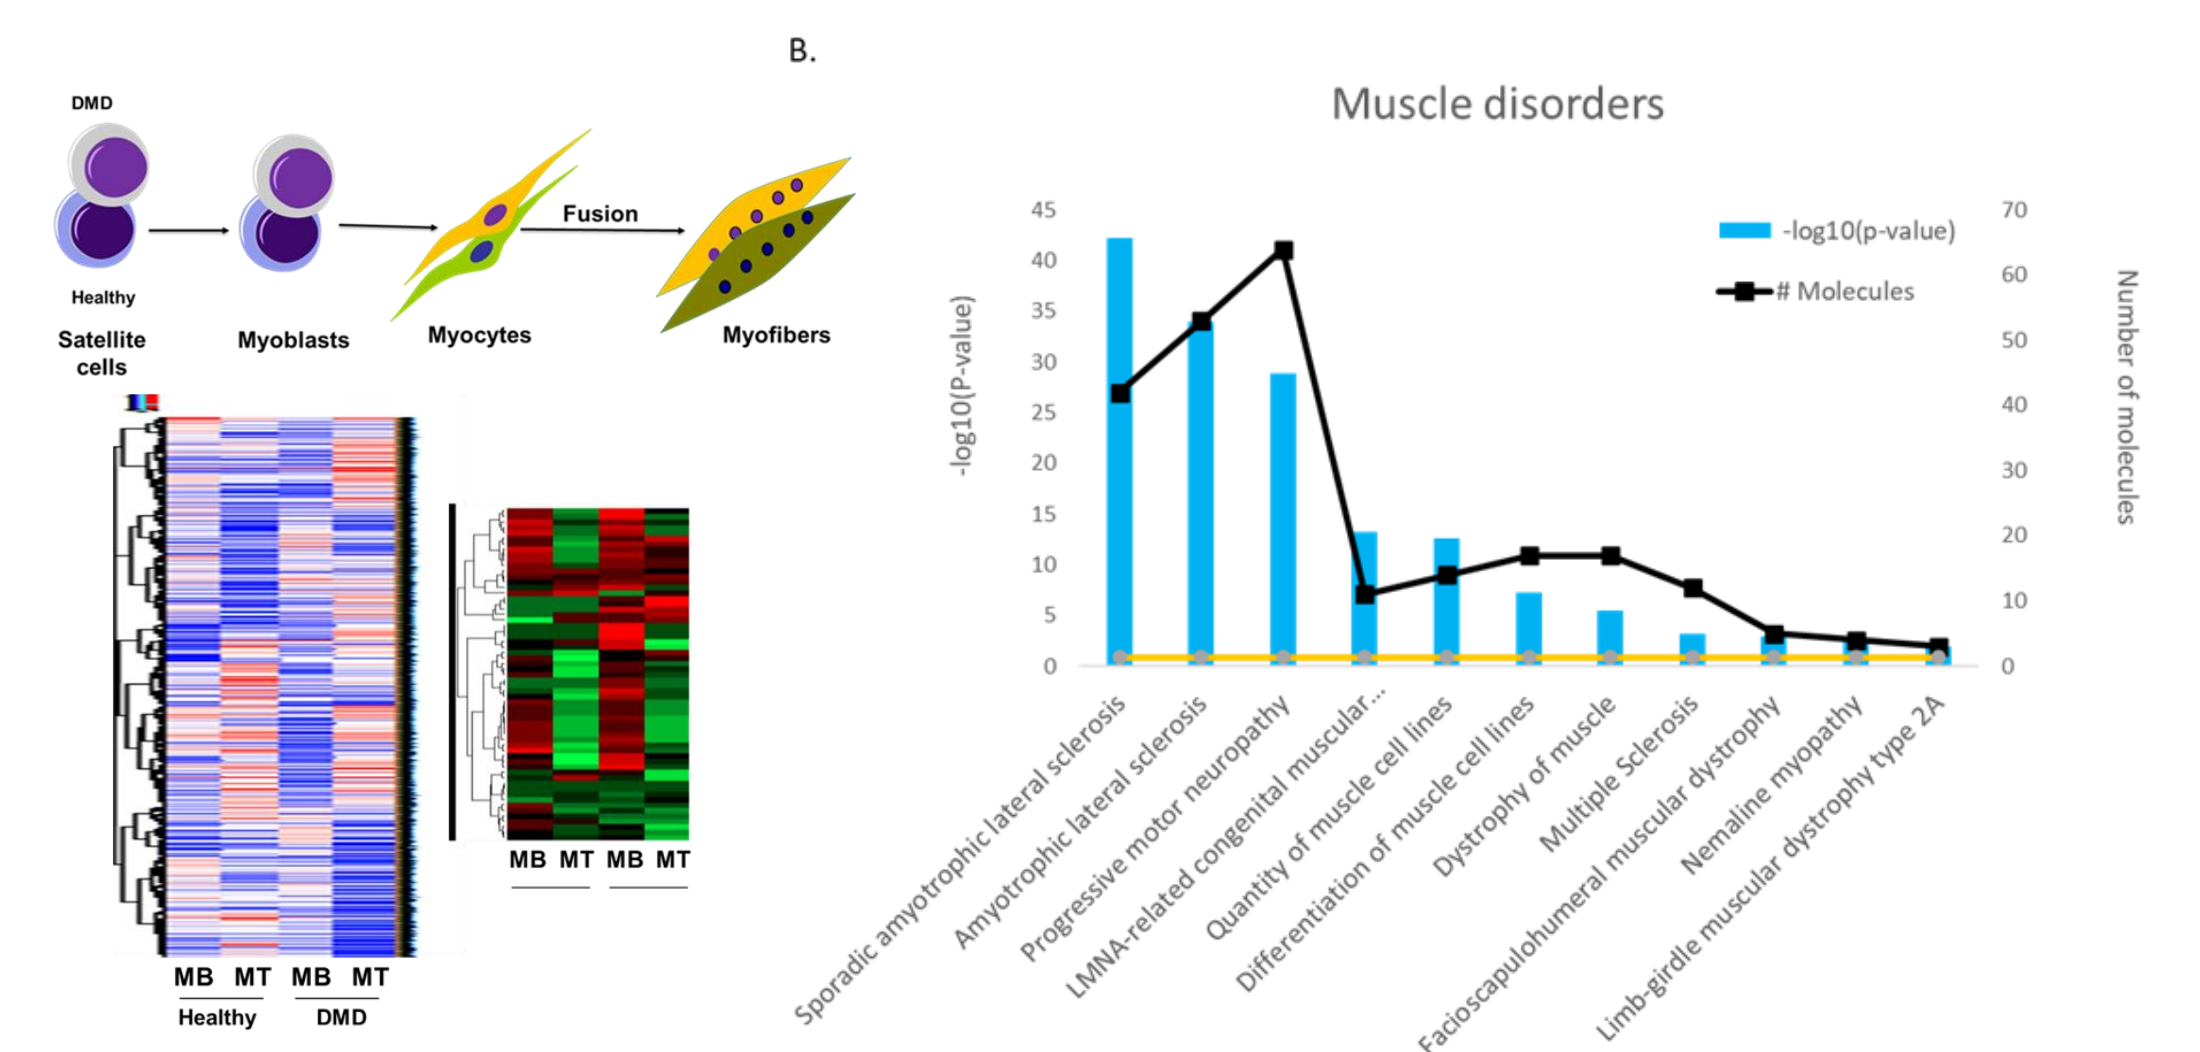 B.
DMD
Healthy
Satellite
cells
Myoblasts
Myocytes
Fusion
Myofibers
MB MT MB MT
Healthy DMD
MB MT MB MT
Muscle disorders
-log10(P-value)
45
40
35
30
25
20
15
10
5
0
-log10(p-value)
# Molecules
70
60
50
40
30
20
10
0
Number of molecules
Sporadic amyotrophic lateral sclerosis
Amyotrophic lateral sclerosis
Progressive motor neuropathy
LMNA-related congenital muscular...
Quantity of muscle cell lines
Differentiation of muscle cell lines
Dystrophy of muscle
Multiple Sclerosis
Facioscapulohumeral muscular dystrophy
Nemaline myopathy
Limb-girdle muscular dystrophy type 2A